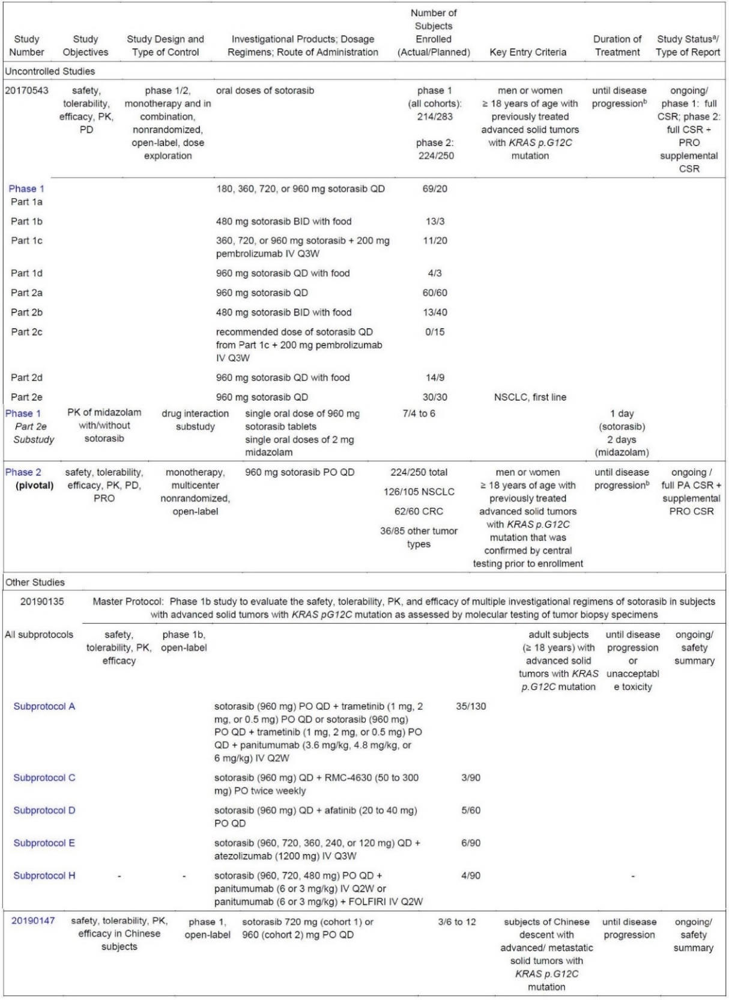 Study Number
Study Objectives
Study Design and Type of Control
Investigational Products; Dosage Regimens; Route of Administration
Number of Subjects Enrolled (Actual/Planned)
Key Entry Criteria
Duration of Treatment
Study Statusᵃ/ Type of Report
Uncontrolled Studies
20170543
safety,
tolerability,
efficacy, PK,
PD
phase 1/2,
monotherapy and in
combination,
nonrandomized,
open-label, dose
exploration
oral doses of sotorasib
phase 1
(all cohorts):
214/283
phase 2:
224/250
men or women
≥ 18 years of age with
previously treated
advanced solid tumors
with KRAS p.G12C
mutation
until disease
progressionᵇ
ongoing/
phase 1: full
CSR; phase 2:
full CSR +
PRO
supplemental
CSR
Phase 1
Part 1a
180, 360, 720, or 960 mg sotorasib QD
69/20
Part 1b
480 mg sotorasib BID with food
13/3
Part 1c
360, 720, or 960 mg sotorasib + 200 mg
pembrolizumab IV Q3W
11/20
Part 1d
960 mg sotorasib QD with food
4/3
Part 2a
960 mg sotorasib QD
60/60
Part 2b
480 mg sotorasib BID with food
13/40
Part 2c
recommended dose of sotorasib QD
from Part 1c + 200 mg pembrolizumab
IV Q3W
0/15
Part 2d
960 mg sotorasib QD with food
14/9
Part 2e
960 mg sotorasib QD
30/30
NSCLC, first line
Phase 1
Part 2e
Substudy
PK of midazolam
with/without
sotorasib
drug interaction
substudy
single oral dose of 960 mg
sotorasib tablets
single oral doses of 2 mg
midazolam
7/4 to 6
1 day
(sotorasib)
2 days
(midazolam)
Phase 2
(pivotal)
safety, tolerability,
efficacy, PK, PD,
PRO
monotherapy,
multicenter
nonrandomized,
open-label
960 mg sotorasib PO QD
224/250 total
126/105 NSCLC
62/60 CRC
36/85 other tumor
types
men or women
≥ 18 years of age with
previously treated
advanced solid tumors
with KRAS p.G12C
mutation that was
confirmed by central
testing prior to enrollment
until disease
progressionᵇ
ongoing /
full PA CSR +
supplemental
PRO CSR
Other Studies
20190135
Master Protocol: Phase 1b study to evaluate the safety, tolerability, PK, and efficacy of multiple investigational regimens of sotorasib in subjects
with advanced solid tumors with KRAS pG12C mutation as assessed by molecular testing of tumor biopsy specimens
All subprotocols
safety,
tolerability, PK,
efficacy
phase 1b,
open-label
adult subjects
(≥ 18 years) with
advanced solid
tumors with KRAS
p.G12C mutation
until disease
progression
or
unacceptabl
e toxicity
ongoing/
safety
summary
Subprotocol A
sotorasib (960 mg) PO QD + trametinib (1 mg, 2
mg, or 0.5 mg) PO QD or sotorasib (960 mg)
PO QD + trametinib (1 mg, 2 mg, or 0.5 mg) PO
QD + panitumumab (3.6 mg/kg, 4.8 mg/kg, or
6 mg/kg) IV Q2W
35/130
Subprotocol C
sotorasib (960 mg) QD + RMC-4630 (50 to 300
mg) PO twice weekly
3/90
Subprotocol D
sotorasib (960 mg) QD + afatinib (20 to 40 mg)
PO QD
5/60
Subprotocol E
sotorasib (960, 720, 360, 240, or 120 mg) QD +
atezolizumab (1200 mg) IV Q3W
6/90
Subprotocol H
-
-
sotorasib (960, 720, 480 mg) PO QD +
panitumumab (6 or 3 mg/kg) IV Q2W or
panitumumab (6 or 3 mg/kg) + FOLFIRI IV Q2W
4/90
-
20190147
safety, tolerability, PK,
efficacy in Chinese
subjects
phase 1,
open-label
sotorasib 720 mg (cohort 1) or
960 (cohort 2) mg PO QD
3/6 to 12
subjects of Chinese
descent with
advanced/ metastatic
solid tumors with
KRAS p.G12C
mutation
until disease
progression
ongoing/
safety
summary